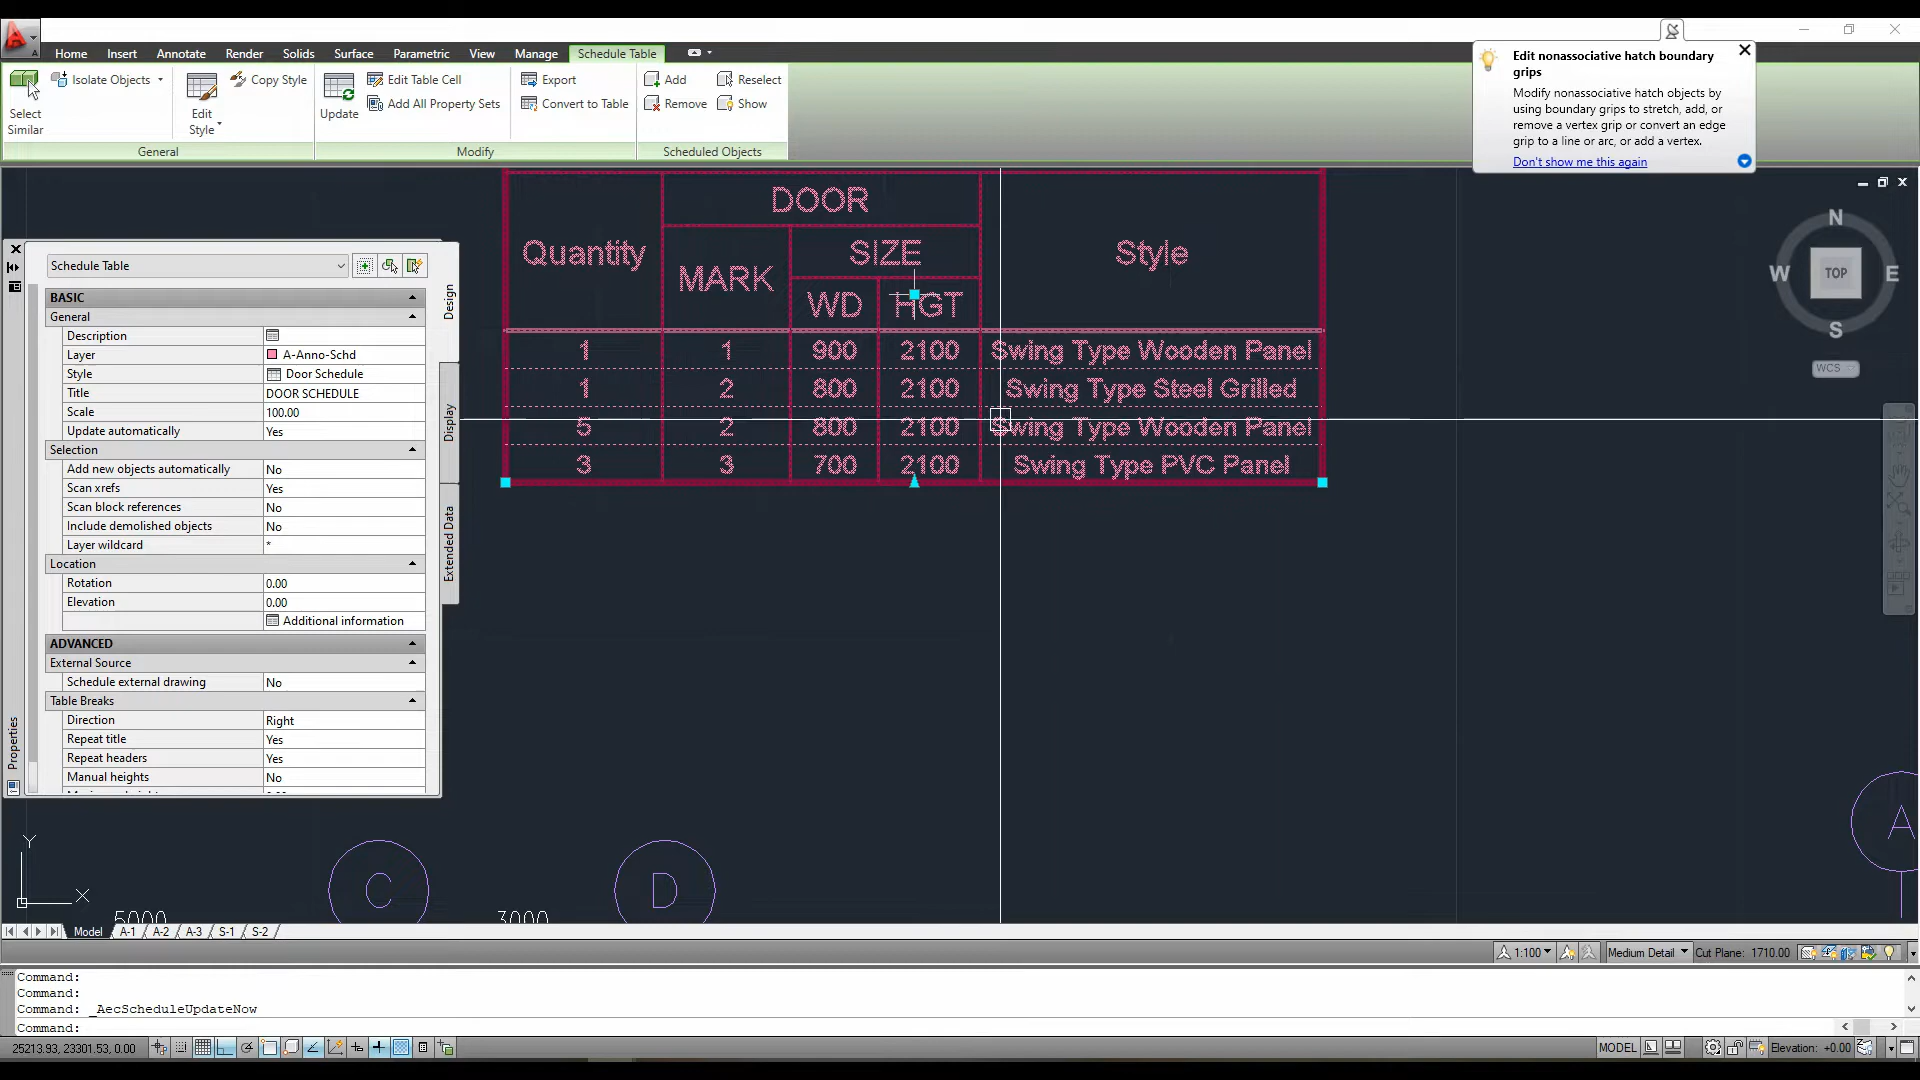 Home Insert Annotate Render Solids Surface Parametric View Manage Schedule Table
Select Similar
Isolate Objects
Edit Style
Copy Style
General
Update
Edit Table Cell
Add All Property Sets
Export
Convert to Table
Modify
Add
Remove
Reselect
Show
Scheduled Objects
Edit nonassociative hatch boundary
grips
Modify nonassociative hatch objects by
using boundary grips to stretch, add, or
remove a vertex grip or convert an edge
grip to a line or arc, or add a vertex.
Don't show me this again
DOOR
Quantity
MARK
SIZE
WD HGT
Style
1 1 900 2100 Swing Type Wooden Panel
1 2 800 2100 Swing Type Steel Grilled
5 2 800 2100 Swing Type Wooden Panel
3 3 700 2100 Swing Type PVC Panel
N
W TOP E
S
WCS
Schedule Table
BASIC
General
Description
Layer A-Anno-Schd
Style Door Schedule
Title DOOR SCHEDULE
Scale 100.00
Update automatically Yes
Selection
Add new objects automatically No
Scan xrefs Yes
Scan block references No
Include demolished objects No
Layer wildcard *
Location
Rotation 0.00
Elevation 0.00
Additional information
ADVANCED
External Source
Schedule external drawing No
Table Breaks
Direction Right
Repeat title Yes
Repeat headers Yes
Manual heights No
Design
Display
Extended Data
Properties
Y
X
C
D
A
5000
3000
Model A-1 A-2 A-3 S-1 S-2
1:100 Medium Detail Cut Plane: 1710.00
Command:
Command:
Command: _AecScheduleUpdateNow
Command:
25213.93, 23301.53, 0.00
MODEL Elevation: +0.00